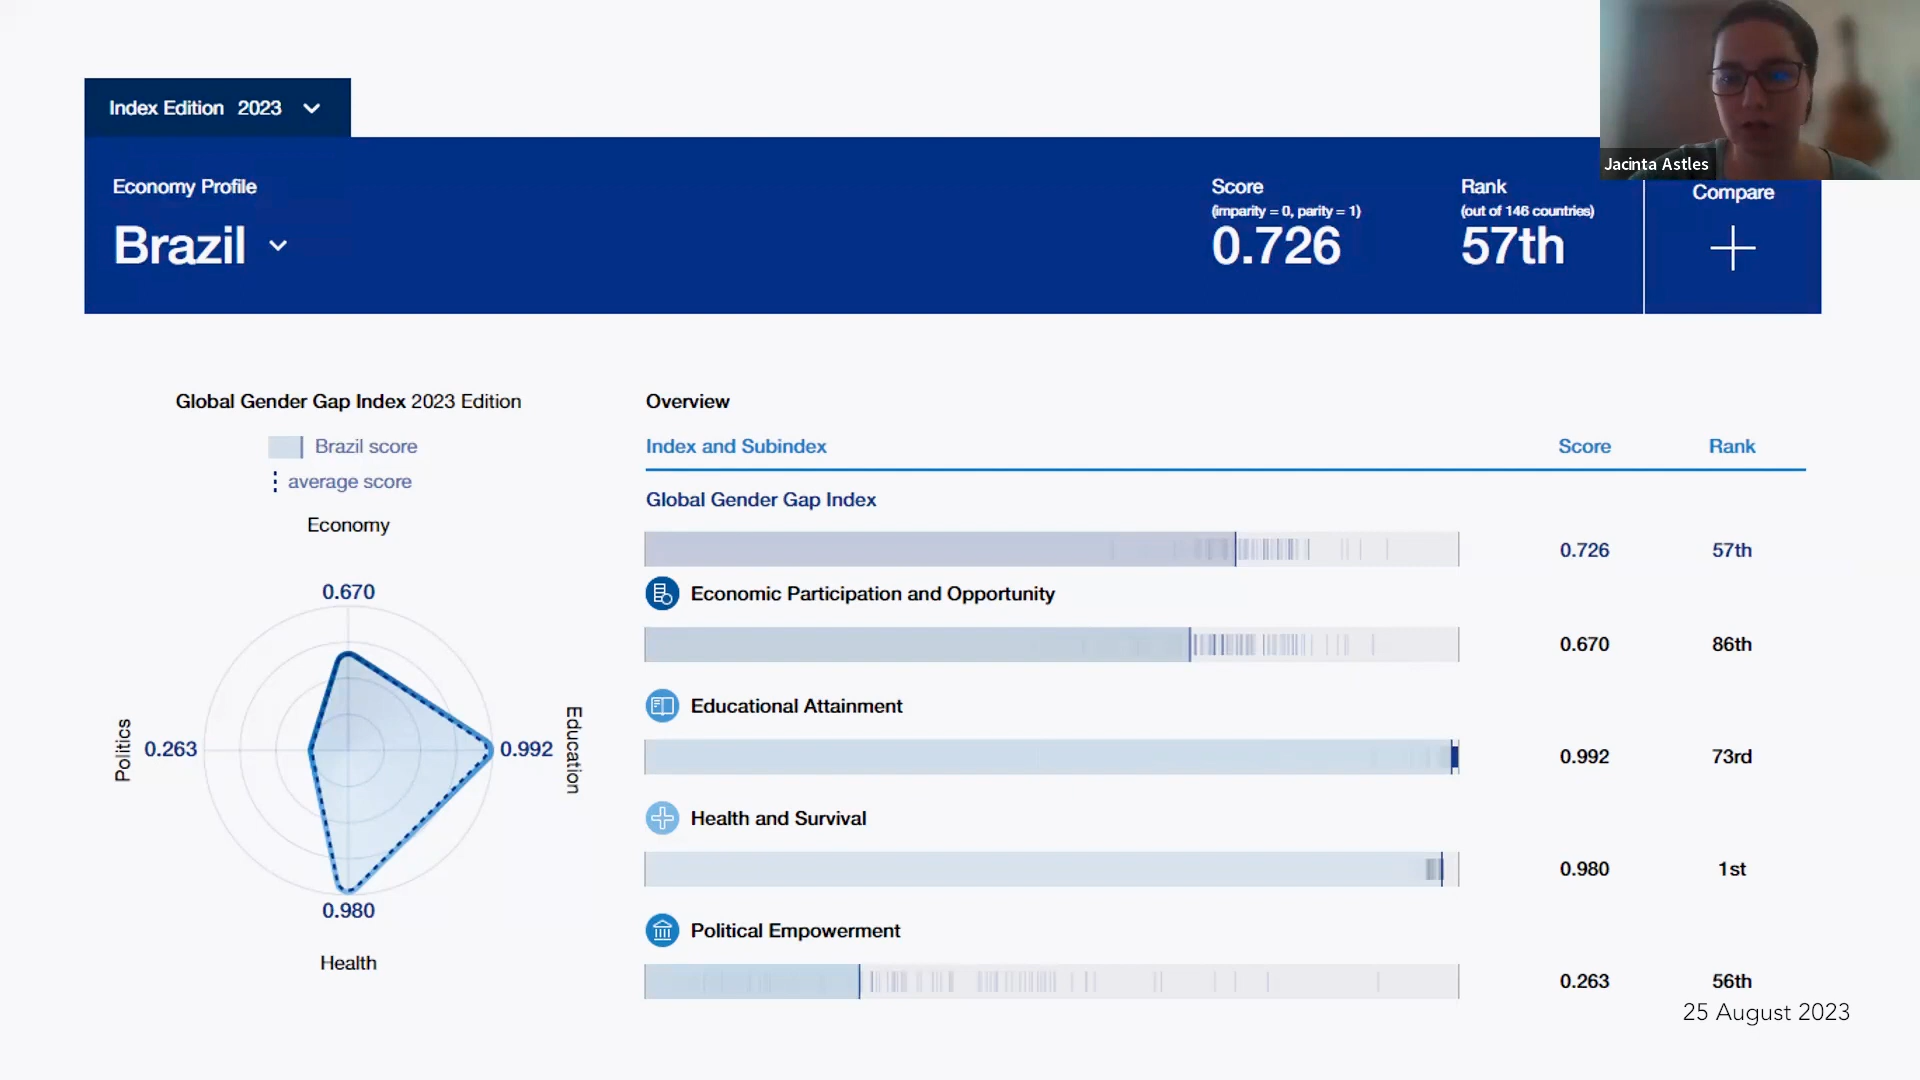 Index Edition 2023
Jacinta Astles
Economy Profile
Brazil
Score
(imparity = 0, parity = 1)
0.726
Rank
(out of 146 countries)
57th
Compare
Global Gender Gap Index 2023 Edition
Brazil score
average score
Economy
0.670
Politics
0.263
0.992
Education
0.980
Health
Overview
Index and Subindex Score Rank
Global Gender Gap Index
0.726 57th
Economic Participation and Opportunity
0.670 86th
Educational Attainment
0.992 73rd
Health and Survival
0.980 1st
Political Empowerment
0.263 56th
25 August 2023